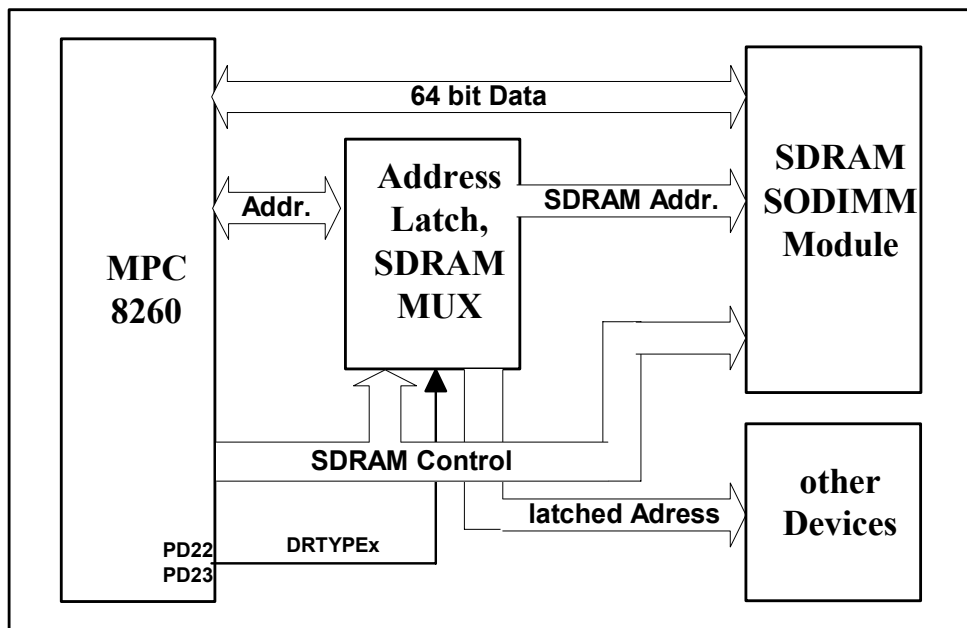 64 bit Data
MPC
8260
Addr.
Address
Latch,
SDRAM
MUX
SDRAM Addr.
SDRAM
SODIMM
Module
SDRAM Control
latched Adress
other
Devices
PD22
PD23
DRTYPEx